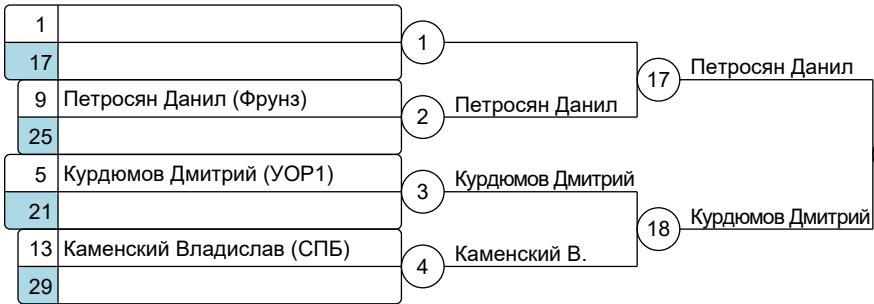 1
17
1
9 Петросян Данил (Фрунз)
25
2
Петросян Данил
17
Петросян Данил
5 Курдюмов Дмитрий (УОР1)
21
3
Курдюмов Дмитрий
13 Каменский Владислав (СПБ)
29
4
Каменский В.
18
Курдюмов Дмитрий